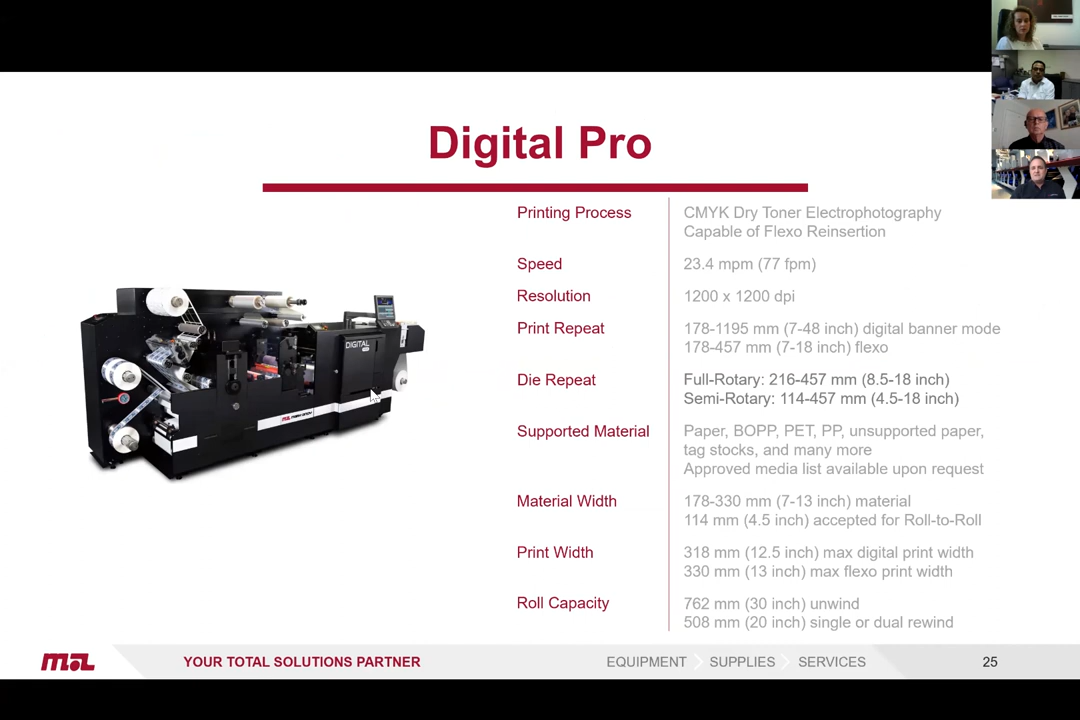 Digital Pro
Printing Process
CMYK Dry Toner Electrophotography
Capable of Flexo Reinsertion
Speed
23.4 mpm (77 fpm)
Resolution
1200 x 1200 dpi
Print Repeat
178-1195 mm (7-48 inch) digital banner mode
178-457 mm (7-18 inch) flexo
Die Repeat
Full-Rotary: 216-457 mm (8.5-18 inch)
Semi-Rotary: 114-457 mm (4.5-18 inch)
Supported Material
Paper, BOPP, PET, PP, unsupported paper,
tag stocks, and many more
Approved media list available upon request
Material Width
178-330 mm (7-13 inch) material
114 mm (4.5 inch) accepted for Roll-to-Roll
Print Width
318 mm (12.5 inch) max digital print width
330 mm (13 inch) max flexo print width
Roll Capacity
762 mm (30 inch) unwind
508 mm (20 inch) single or dual rewind
DIGITAL
YOUR TOTAL SOLUTIONS PARTNER
EQUIPMENT SUPPLIES SERVICES
25